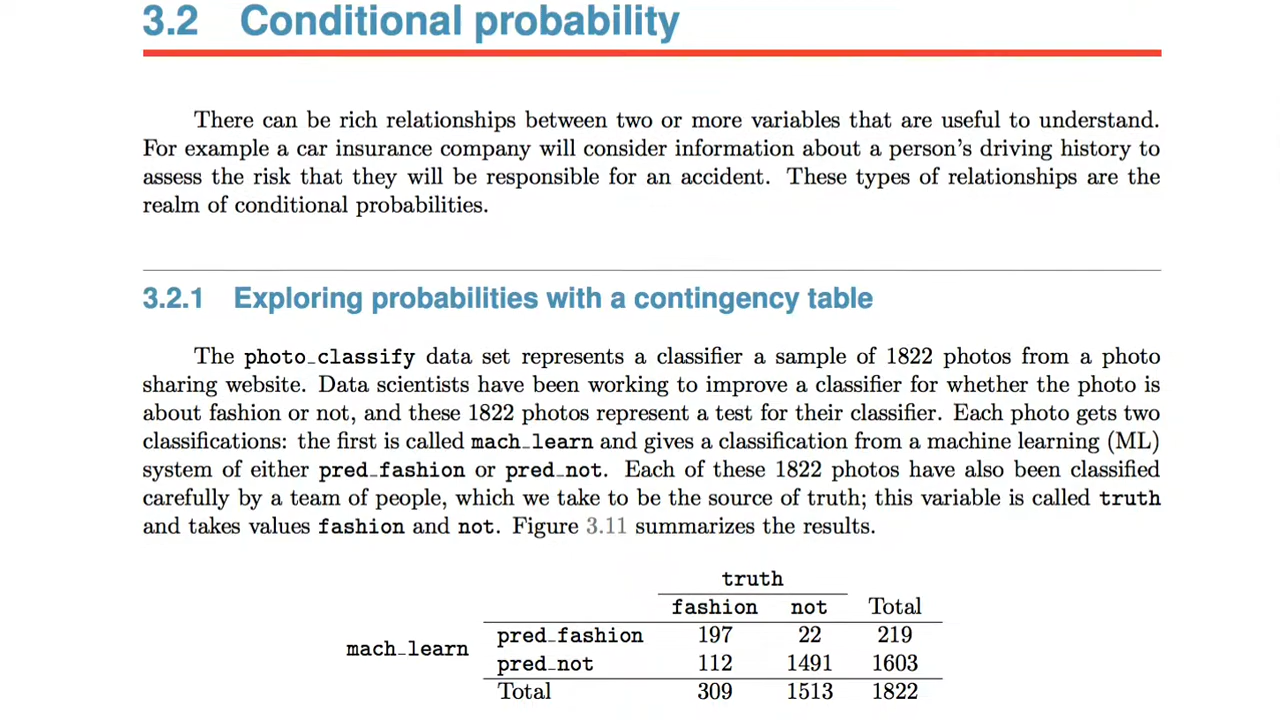 3.2 Conditional probability
There can be rich relationships between two or more variables that are useful to understand.
For example a car insurance company will consider information about a person's driving history to
assess the risk that they will be responsible for an accident. These types of relationships are the
realm of conditional probabilities.
3.2.1 Exploring probabilities with a contingency table
The photo_classify data set represents a classifier a sample of 1822 photos from a photo
sharing website. Data scientists have been working to improve a classifier for whether the photo is
about fashion or not, and these 1822 photos represent a test for their classifier. Each photo gets two
classifications: the first is called mach_learn and gives a classification from a machine learning (ML)
system of either pred_fashion or pred_not. Each of these 1822 photos have also been classified
carefully by a team of people, which we take to be the source of truth; this variable is called truth
and takes values fashion and not. Figure 3.11 summarizes the results.
truth
fashion not Total
pred_fashion 197 22 219
mach_learn
pred_not 112 1491 1603
Total 309 1513 1822